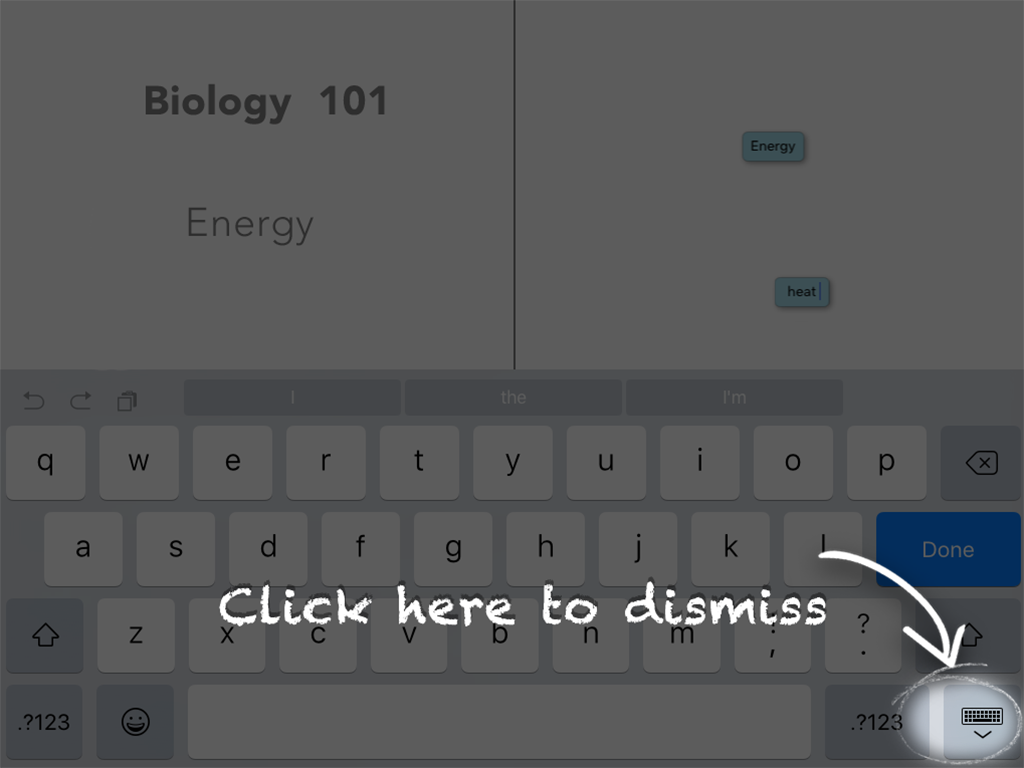 Biology 101
Energy
Energy
heat
I the I'm
q w e r t y u i o p
a s d f g h j k l Done
Click here to dismiss
z x c v b n m ; , ? .
.?123 .?123